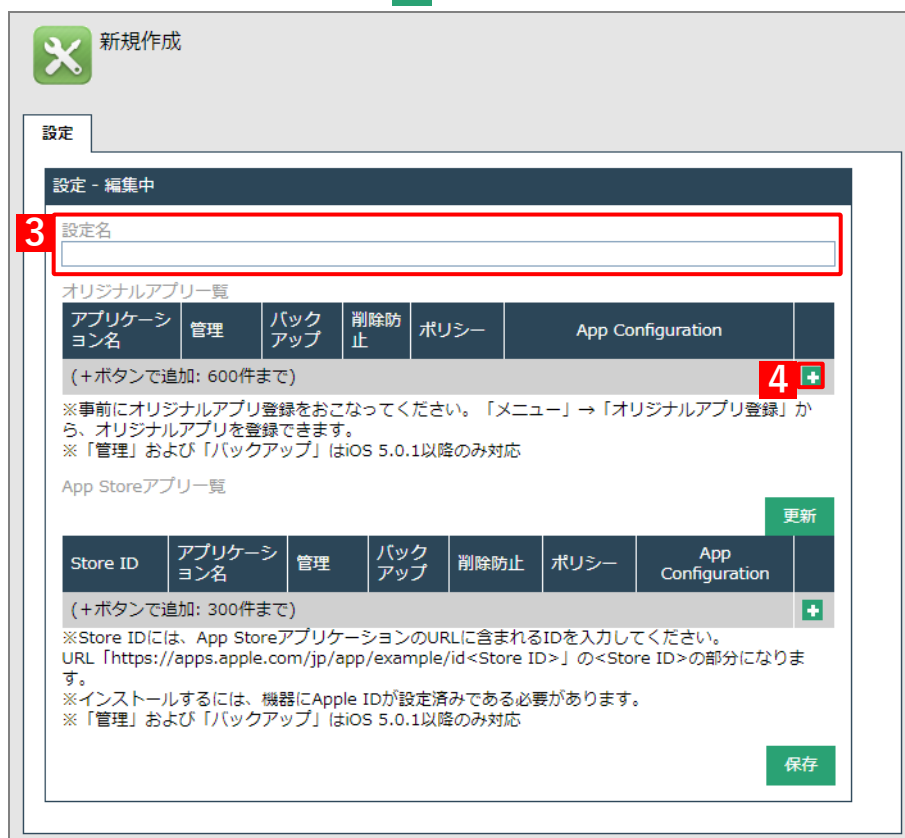 新規作成
設定
設定 - 編集中
3
設定名
オリジナルアプリ一覧
アプリケーシ
ョン名
管理
バック
アップ
削除防
止
ポリシー
App Configuration
(+ボタンで追加: 600件まで)
4
※事前にオリジナルアプリ登録をおこなってください。「メニュー」→「オリジナルアプリ登録」か
ら、オリジナルアプリを登録できます。
※「管理」および「バックアップ」はiOS 5.0.1以降のみ対応
App Storeアプリ一覧
更新
Store ID
アプリケーシ
ョン名
管理
バック
アップ
削除防止
ポリシー
App
Configuration
(+ボタンで追加: 300件まで)
※Store IDには、App StoreアプリケーションのURLに含まれるIDを入力してください。
URL「https://apps.apple.com/jp/app/example/id<Store ID>」の<Store ID>の部分になりま
す。
※インストールするには、機器にApple IDが設定済みである必要があります。
※「管理」および「バックアップ」はiOS 5.0.1以降のみ対応
保存